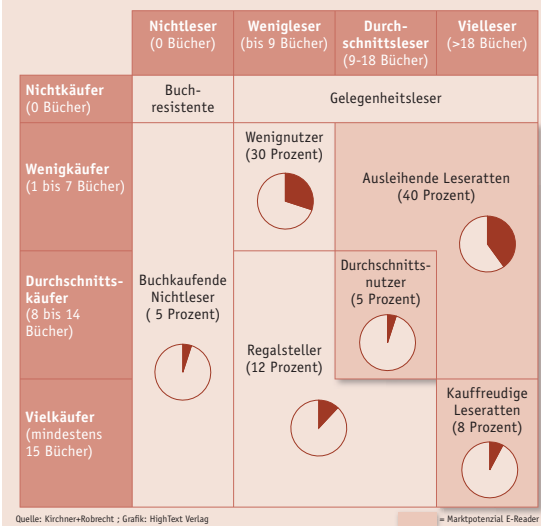 Nichtleser
(0 Bücher)
Wenigleser
(bis 9 Bücher)
Durch-
schnittsleser
(9-18 Bücher)
Vielleser
(>18 Bücher)
Nichtkäufer
(0 Bücher)
Buch-
resistente
Gelegenheitsleser
Wenigkäufer
(1 bis 7 Bücher)
Wenignutzer
(30 Prozent)
Ausleihende Leseratten
(40 Prozent)
Durchschnitts-
käufer
(8 bis 14
Bücher)
Buchkaufende
Nichtleser
( 5 Prozent)
Regalsteller
(12 Prozent)
Durchschnitts-
nutzer
(5 Prozent)
Vielkäufer
(mindestens
15 Bücher)
Kauffreudige
Leseratten
(8 Prozent)
Quelle: Kirchner+Robrecht ; Grafik: HighText Verlag
= Marktpotenzial E-Reader